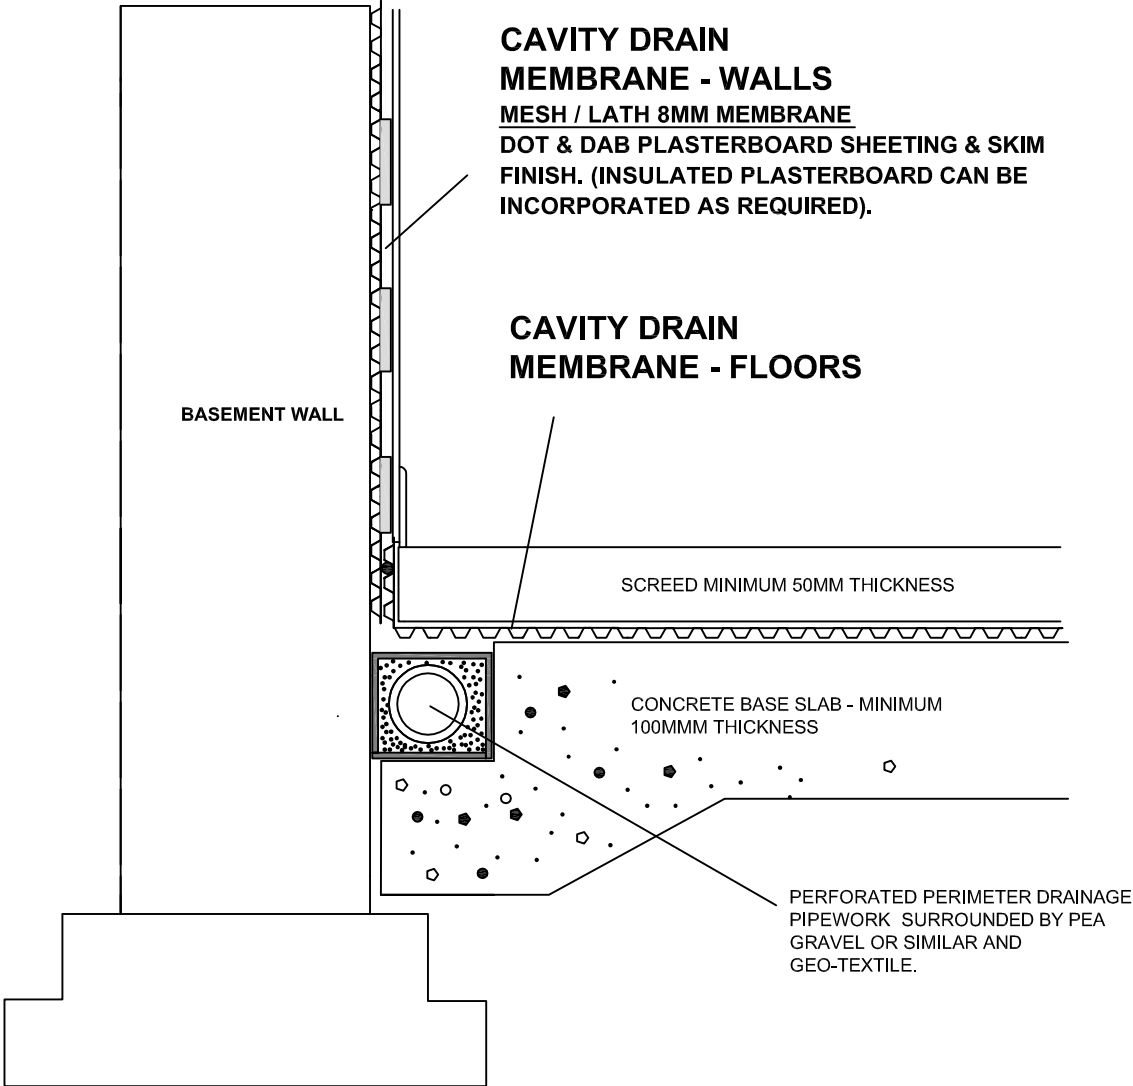 CAVITY DRAIN
MEMBRANE - WALLS
MESH / LATH 8MM MEMBRANE
DOT & DAB PLASTERBOARD SHEETING & SKIM
FINISH. (INSULATED PLASTERBOARD CAN BE
INCORPORATED AS REQUIRED).
CAVITY DRAIN
MEMBRANE - FLOORS
BASEMENT WALL
SCREED MINIMUM 50MM THICKNESS
CONCRETE BASE SLAB - MINIMUM
100MMM THICKNESS
PERFORATED PERIMETER DRAINAGE
PIPEWORK SURROUNDED BY PEA
GRAVEL OR SIMILAR AND
GEO-TEXTILE.